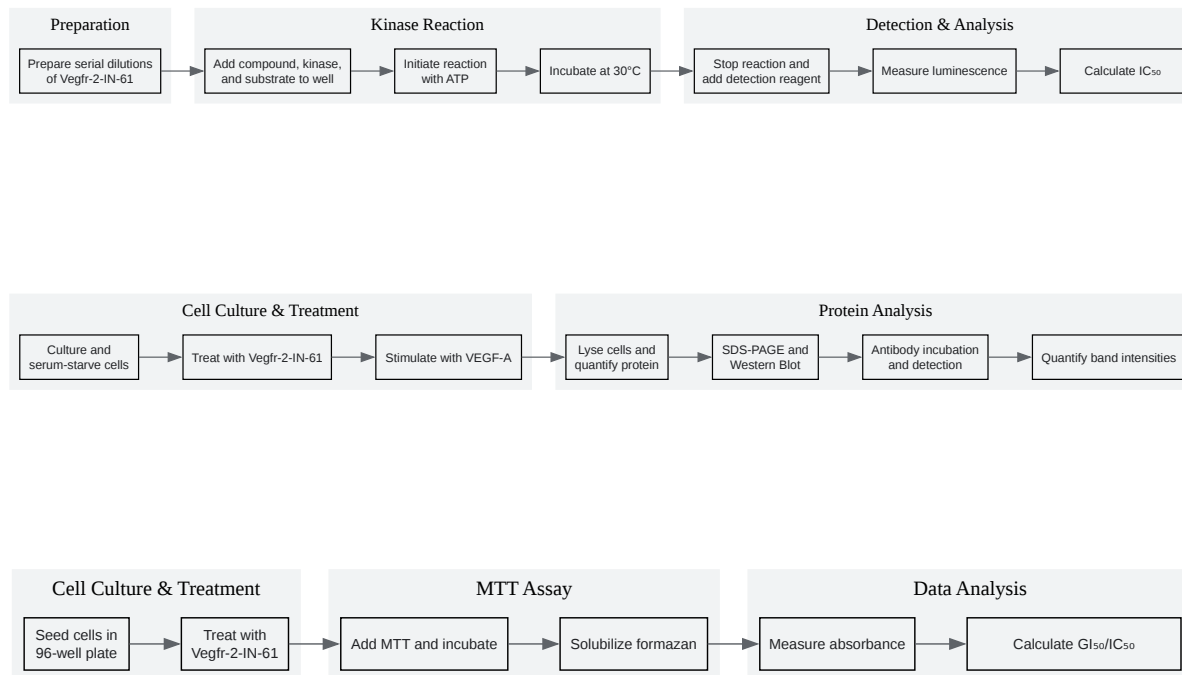 Preparation
Kinase Reaction
Detection & Analysis
Prepare serial dilutions
of Vegfr-2-IN-61
Add compound, kinase,
and substrate to well
Initiate reaction
with ATP
Incubate at 30°C
Stop reaction and
add detection reagent
Measure luminescence
Calculate IC₅₀
Cell Culture & Treatment
Protein Analysis
Culture and
serum-starve cells
Treat with Vegfr-2-IN-61
Stimulate with VEGF-A
Lyse cells and
quantify protein
SDS-PAGE and
Western Blot
Antibody incubation
and detection
Quantify band intensities
Cell Culture & Treatment
MTT Assay
Data Analysis
Seed cells in
96-well plate
Treat with
Vegfr-2-IN-61
Add MTT and incubate
Solubilize formazan
Measure absorbance
Calculate GI₅₀/IC₅₀